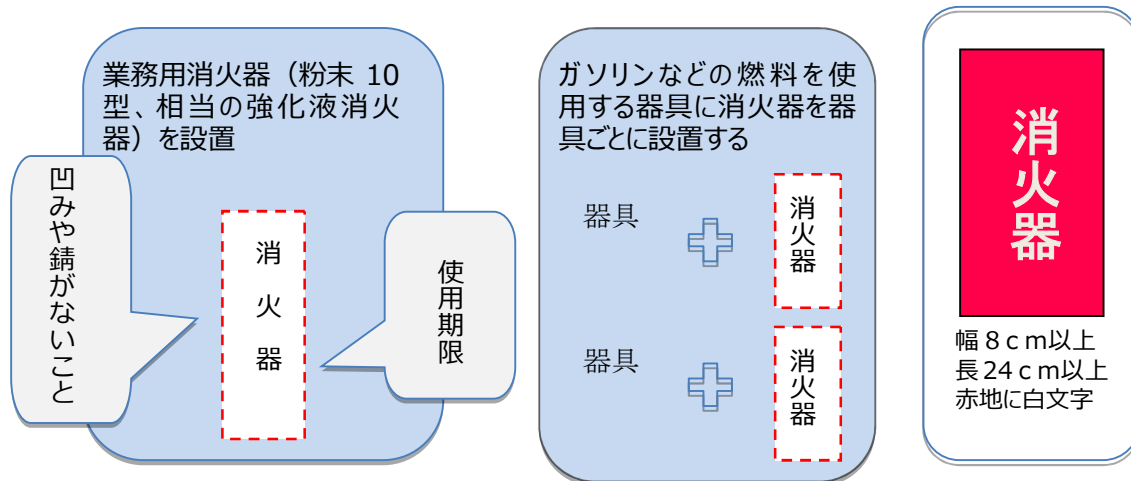 業務用消火器（粉末 10
型、相当の強化液消火
器）を設置
凹みや錆がないこと
消火器
使用期限
ガソリンなどの燃料を使
用する器具に消火器を器
具ごとに設置する
器具
消火器
器具
消火器
消火器
幅 8ｃｍ以上
長 24ｃｍ以上
赤地に白文字